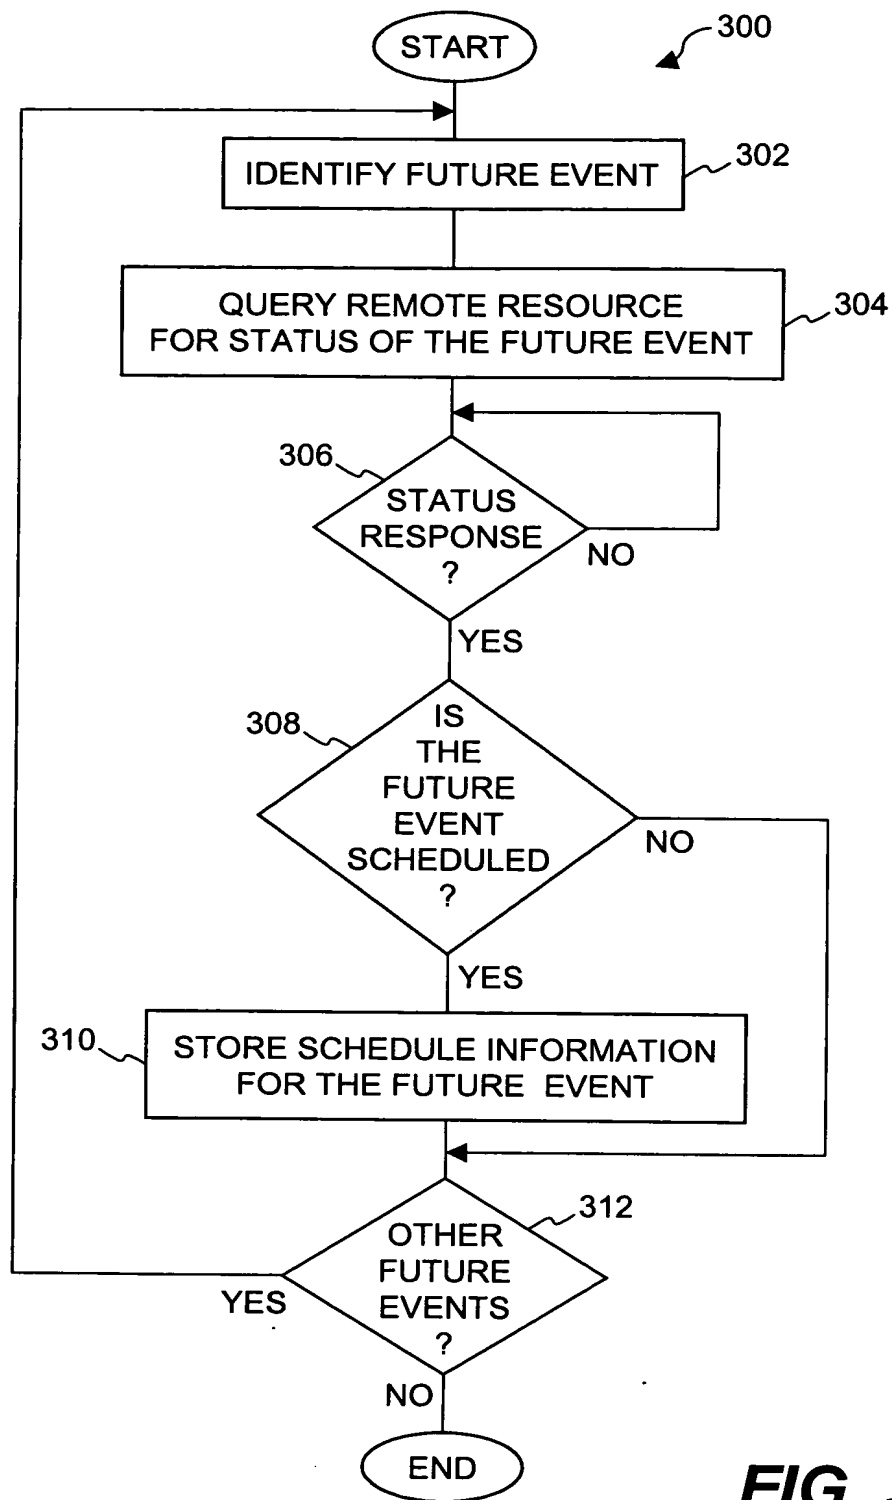 START
300
IDENTIFY FUTURE EVENT
302
QUERY REMOTE RESOURCE
FOR STATUS OF THE FUTURE EVENT
304
306
STATUS
RESPONSE
?
NO
YES
308
IS
THE
FUTURE
EVENT
SCHEDULED
?
NO
YES
310
STORE SCHEDULE INFORMATION
FOR THE FUTURE EVENT
312
OTHER
FUTURE
EVENTS
?
YES
NO
END
FIG